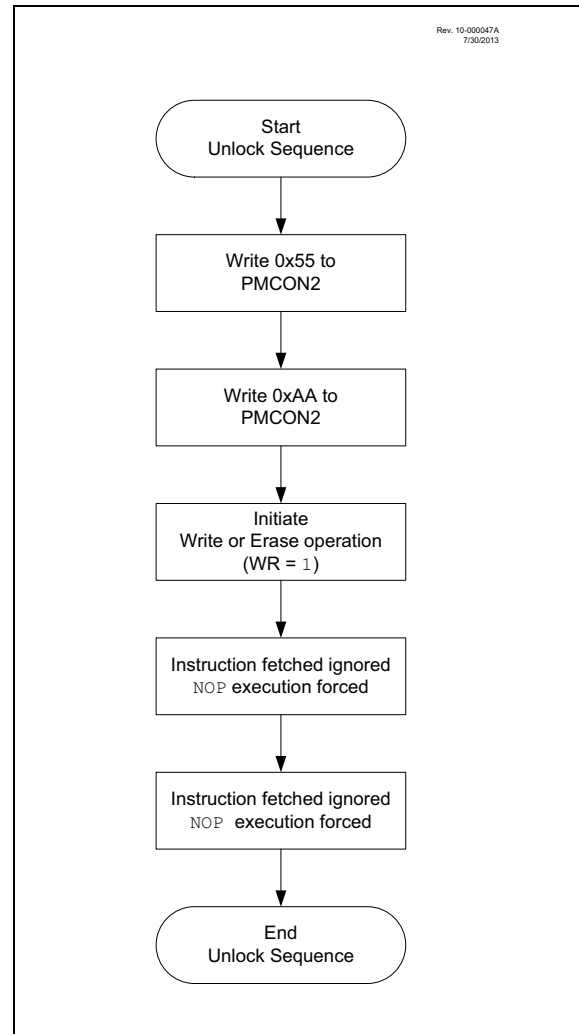 Rev. 10-000047A
7/30/2013
Start
Unlock Sequence
Write 0x55 to
PMCON2
Write 0xAA to
PMCON2
Initiate
Write or Erase operation
(WR = 1)
Instruction fetched ignored
NOP execution forced
Instruction fetched ignored
NOP execution forced
End
Unlock Sequence